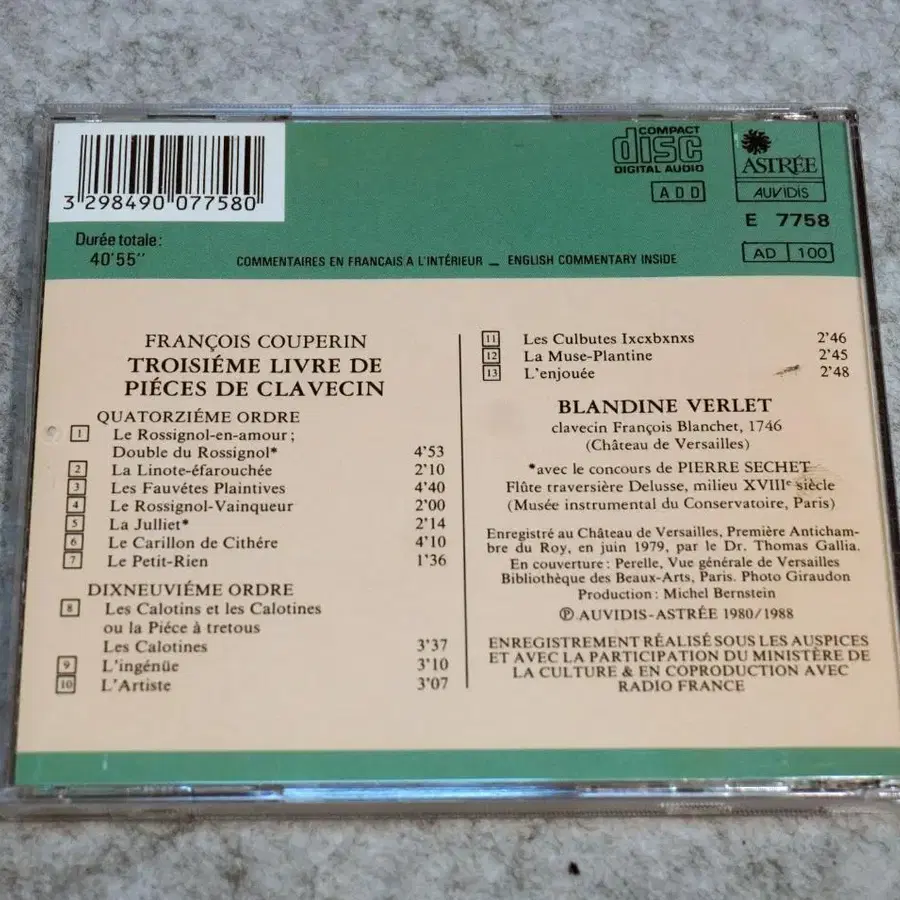 3 298490 077580
COMPACT
disc
DIGITAL AUDIO
ADD
ASTRÉE
AUVIDIS
E 7758
AD 100
Durée totale:
40'55"
COMMENTAIRES EN FRANCAIS A L'INTÉRIEUR — ENGLISH COMMENTARY INSIDE
FRANÇOIS COUPERIN
TROISIÉME LIVRE DE
PIÉCES DE CLAVECIN
QUATORZIÉME ORDRE
1 Le Rossignol-en-amour;
Double du Rossignol* 4'53
2 La Linote-éfarouchée 2'10
3 Les Fauvétes Plaintives 4'40
4 Le Rossignol-Vainqueur 2'00
5 La Julliet* 2'14
6 Le Carillon de Cithére 4'10
7 Le Petit-Rien 1'36
DIXNEUVIÉME ORDRE
8 Les Calotins et les Calotines
ou la Piéce à tretous
Les Calotines 3'37
9 L'ingénüe 3'10
10 L'Artiste 3'07
11 Les Culbutes Ixcxbxnxs 2'46
12 La Muse-Plantine 2'45
13 L'enjouée 2'48
BLANDINE VERLET
clavecin François Blanchet, 1746
(Château de Versailles)
*avec le concours de PIERRE SECHET
Flûte traversière Delusse, milieu XVIIIe siècle
(Musée instrumental du Conservatoire, Paris)
Enregistré au Château de Versailles, Première Anticham-
bre du Roy, en juin 1979, par le Dr. Thomas Gallia.
En couverture: Perelle, Vue générale de Versailles
Bibliothèque des Beaux-Arts, Paris. Photo Giraudon
Production: Michel Bernstein
Ⓟ AUVIDIS-ASTRÉE 1980/1988
ENREGISTREMENT RÉALISÉ SOUS LES AUSPICES
ET AVEC LA PARTICIPATION DU MINISTÈRE DE
LA CULTURE & EN COPRODUCTION AVEC
RADIO FRANCE